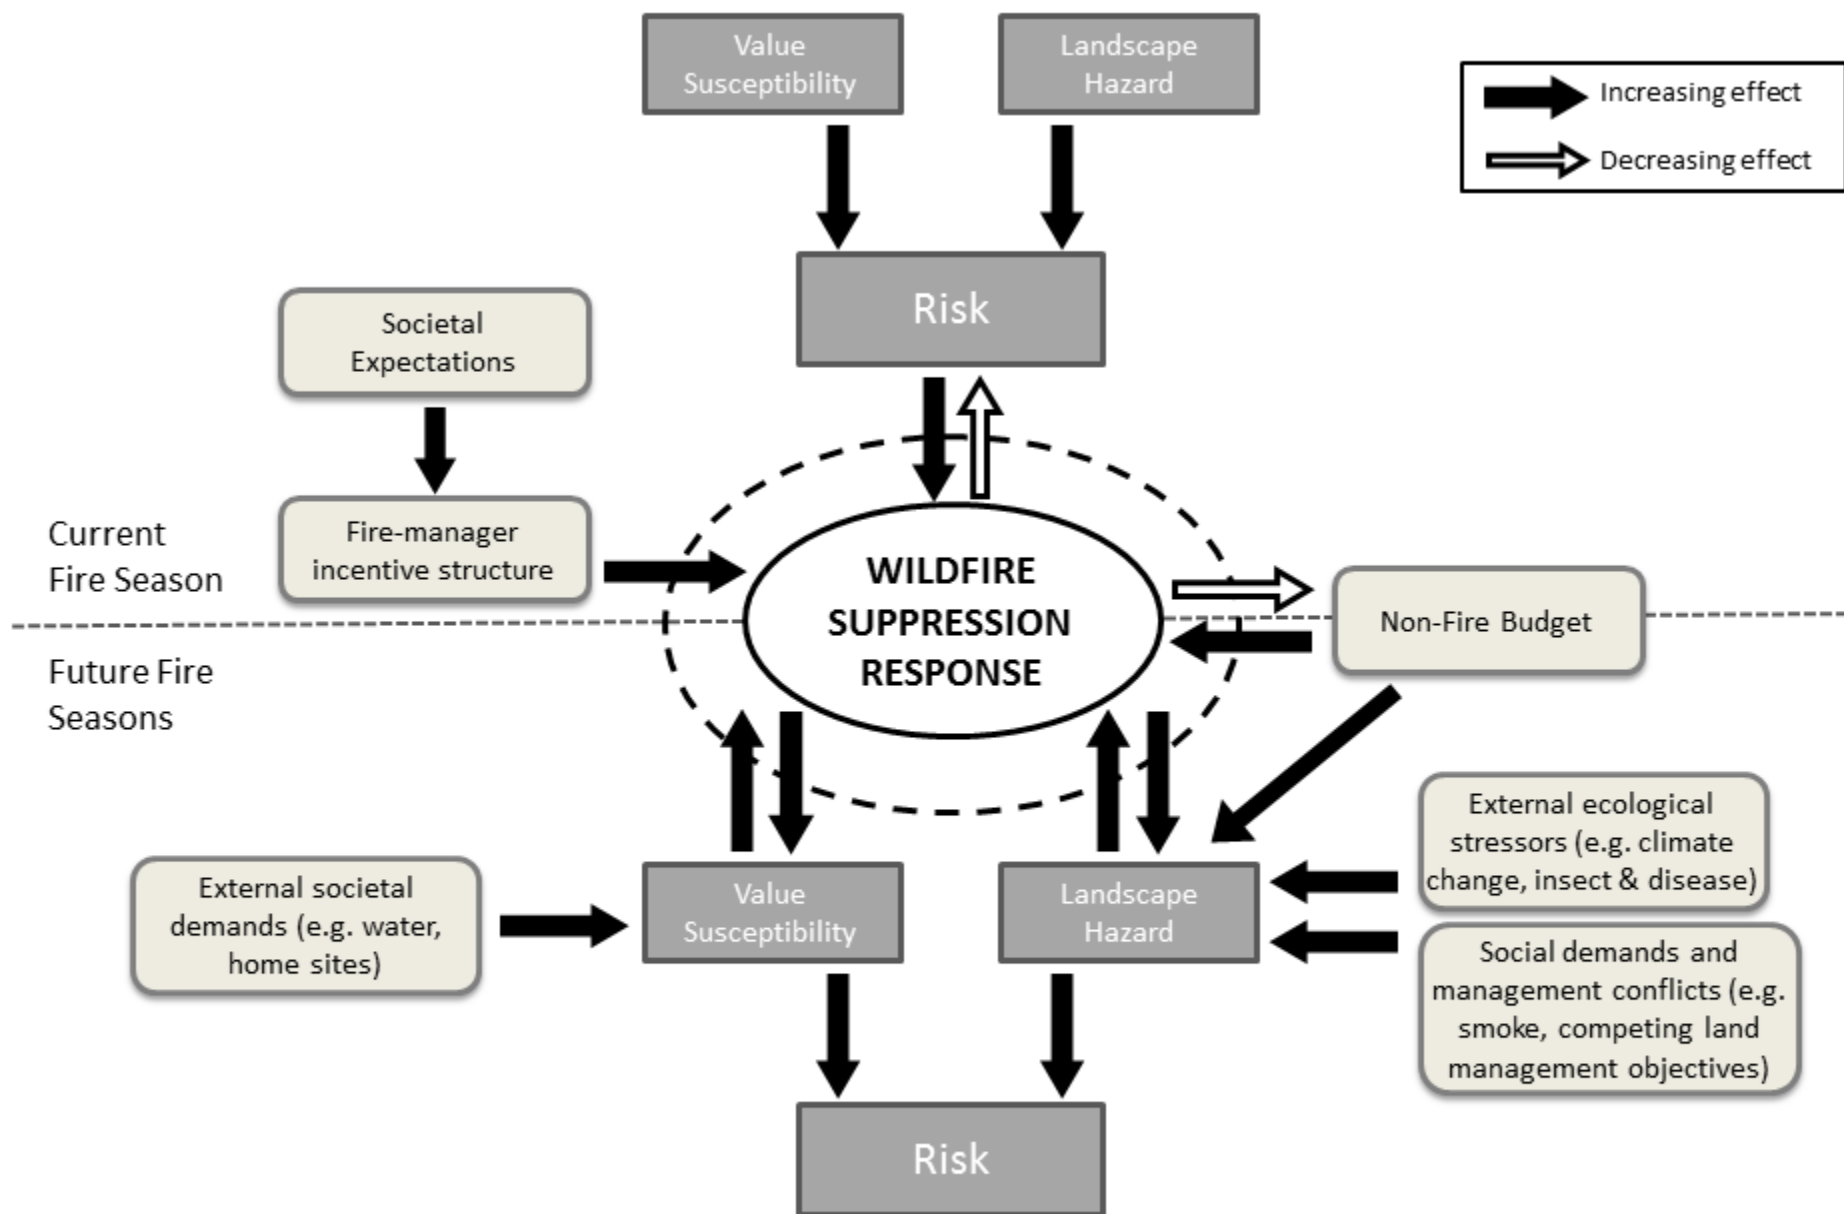 Value
Susceptibility
Landscape
Hazard
Increasing effect
Decreasing effect
Risk
Societal
Expectations
Current
Fire Season
Fire-manager
incentive structure
WILDFIRE
SUPPRESSION
RESPONSE
Non-Fire Budget
Future Fire
Seasons
External societal
demands (e.g. water,
home sites)
Value
Susceptibility
Landscape
Hazard
External ecological
stressors (e.g. climate
change, insect & disease)
Social demands and
management conflicts (e.g.
smoke, competing land
management objectives)
Risk